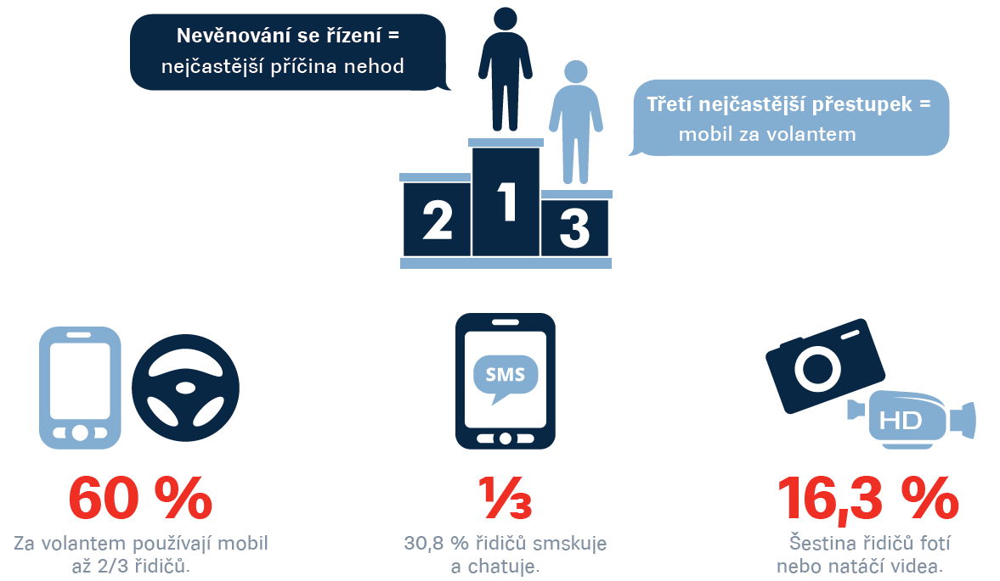 Nevěnování se řízení =
nejčastější příčina nehod
Třetí nejčastější přestupek =
mobil za volantem
2
1
3
SMS
HD
60 %
Za volantem používají mobil
až 2/3 řidičů.
⅓
30,8 % řidičů smskuje
a chatuje.
16,3 %
Šestina řidičů fotí
nebo natáčí videa.